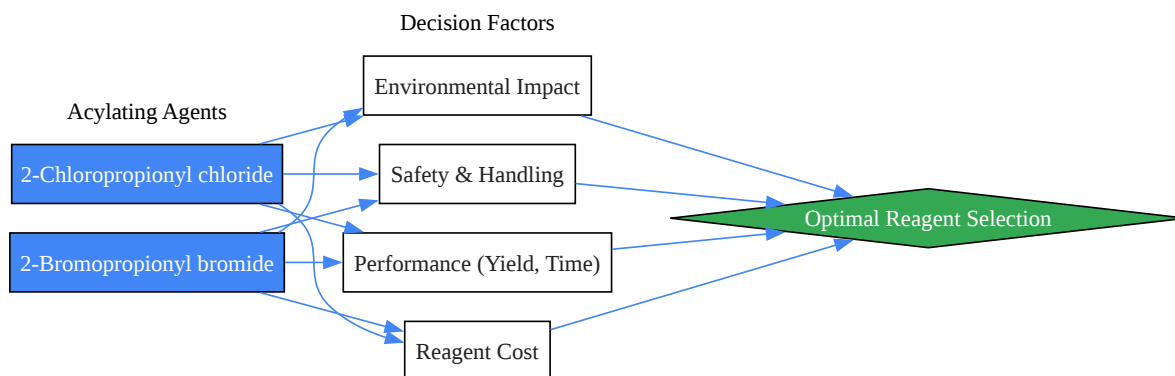 Decision Factors
Environmental Impact
Acylating Agents
2-Chloropropionyl chloride
Safety & Handling
Optimal Reagent Selection
2-Bromopropionyl bromide
Performance (Yield, Time)
Reagent Cost